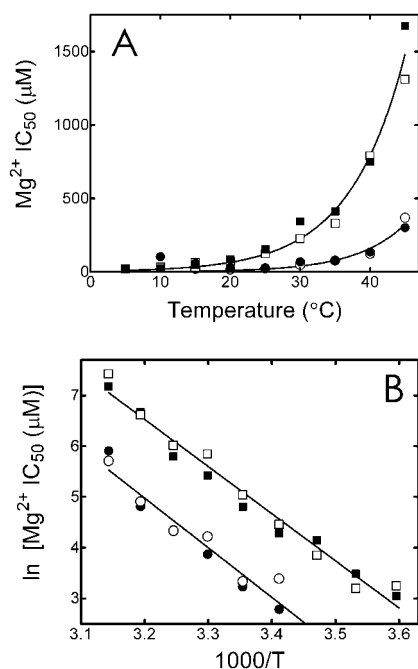 A
Mg²⁺ IC₅₀ (μM)
1500
1000
500
0
0 10 20 30 40
Temperature (°C)
B
ln [Mg²⁺ IC₅₀ (μM)]
7
6
5
4
3
3.1 3.2 3.3 3.4 3.5 3.6
1000/T